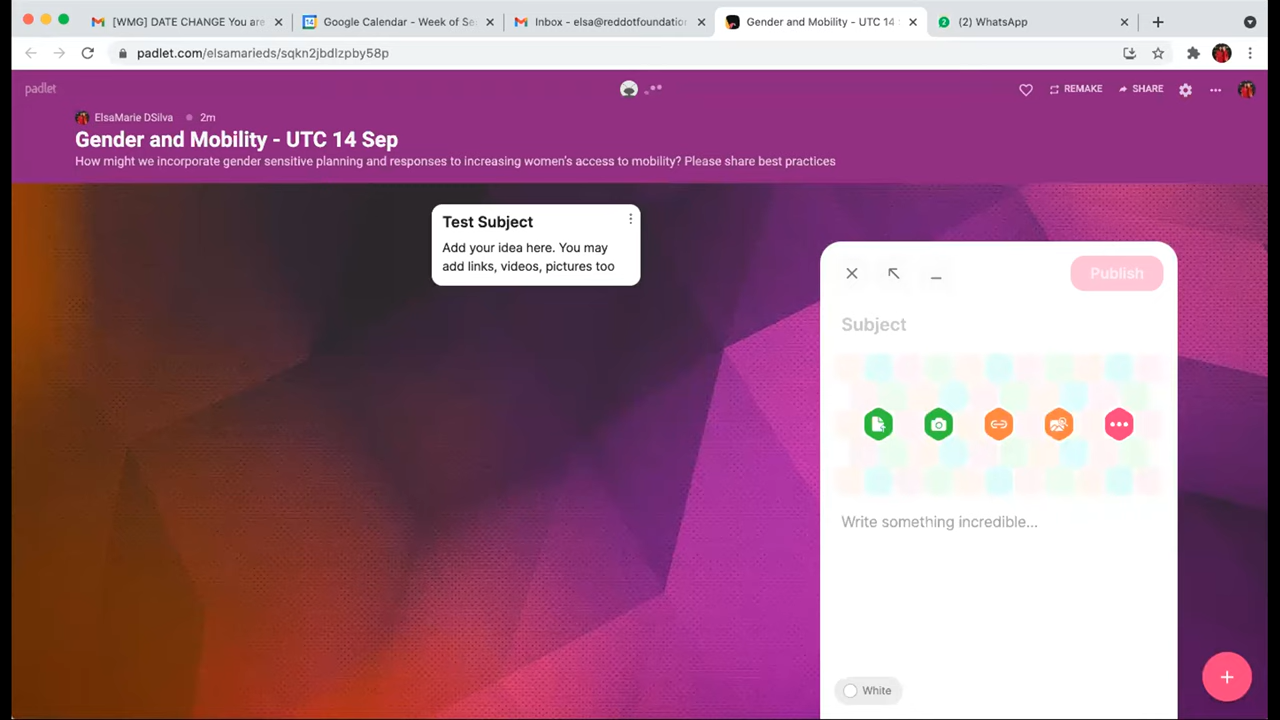 [WMG] DATE CHANGE You are
Google Calendar - Week of Se
Inbox - elsa@reddotfoundatio
Gender and Mobility - UTC 14
(2) WhatsApp
padlet.com/elsamarieds/sqkn2jbdlzpby58p
padlet
REMAKE
SHARE
ElsaMarie DSilva 2m
Gender and Mobility - UTC 14 Sep
How might we incorporate gender sensitive planning and responses to increasing women's access to mobility? Please share best practices
Test Subject
Add your idea here. You may
add links, videos, pictures too
Publish
Subject
Write something incredible...
White